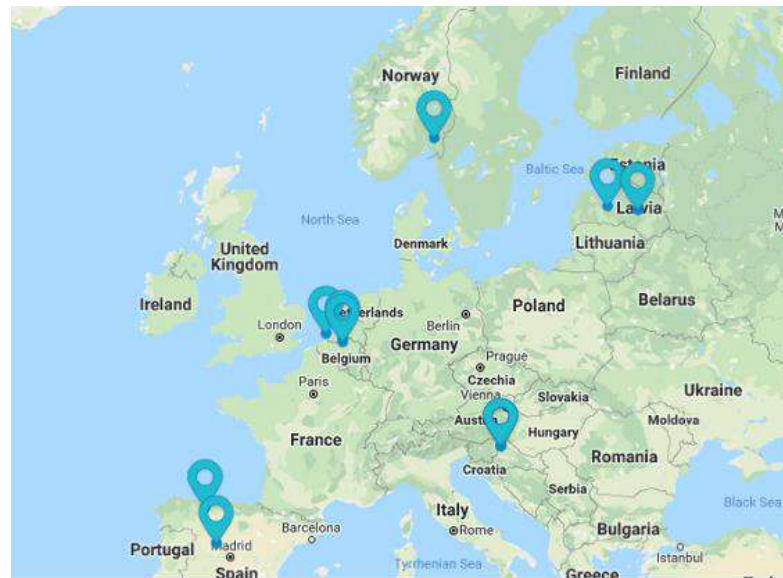 Norway
Finland
Estonia
Baltic Sea
Latvia
North Sea
Denmark
Lithuania
United
Kingdom
Ireland
Netherlands
Belarus
Poland
London
Berlin
Belgium
Germany
Prague
Paris
Czechia
Ukraine
Vienna
Slovakia
Moldova
Austria
France
Hungary
Romania
Croatia
Serbia
Italy
Black Sea
Barcelona
Rome
Bulgaria
Portugal
Madrid
Istanbul
Tyrrhenian Sea
Spain
Greece